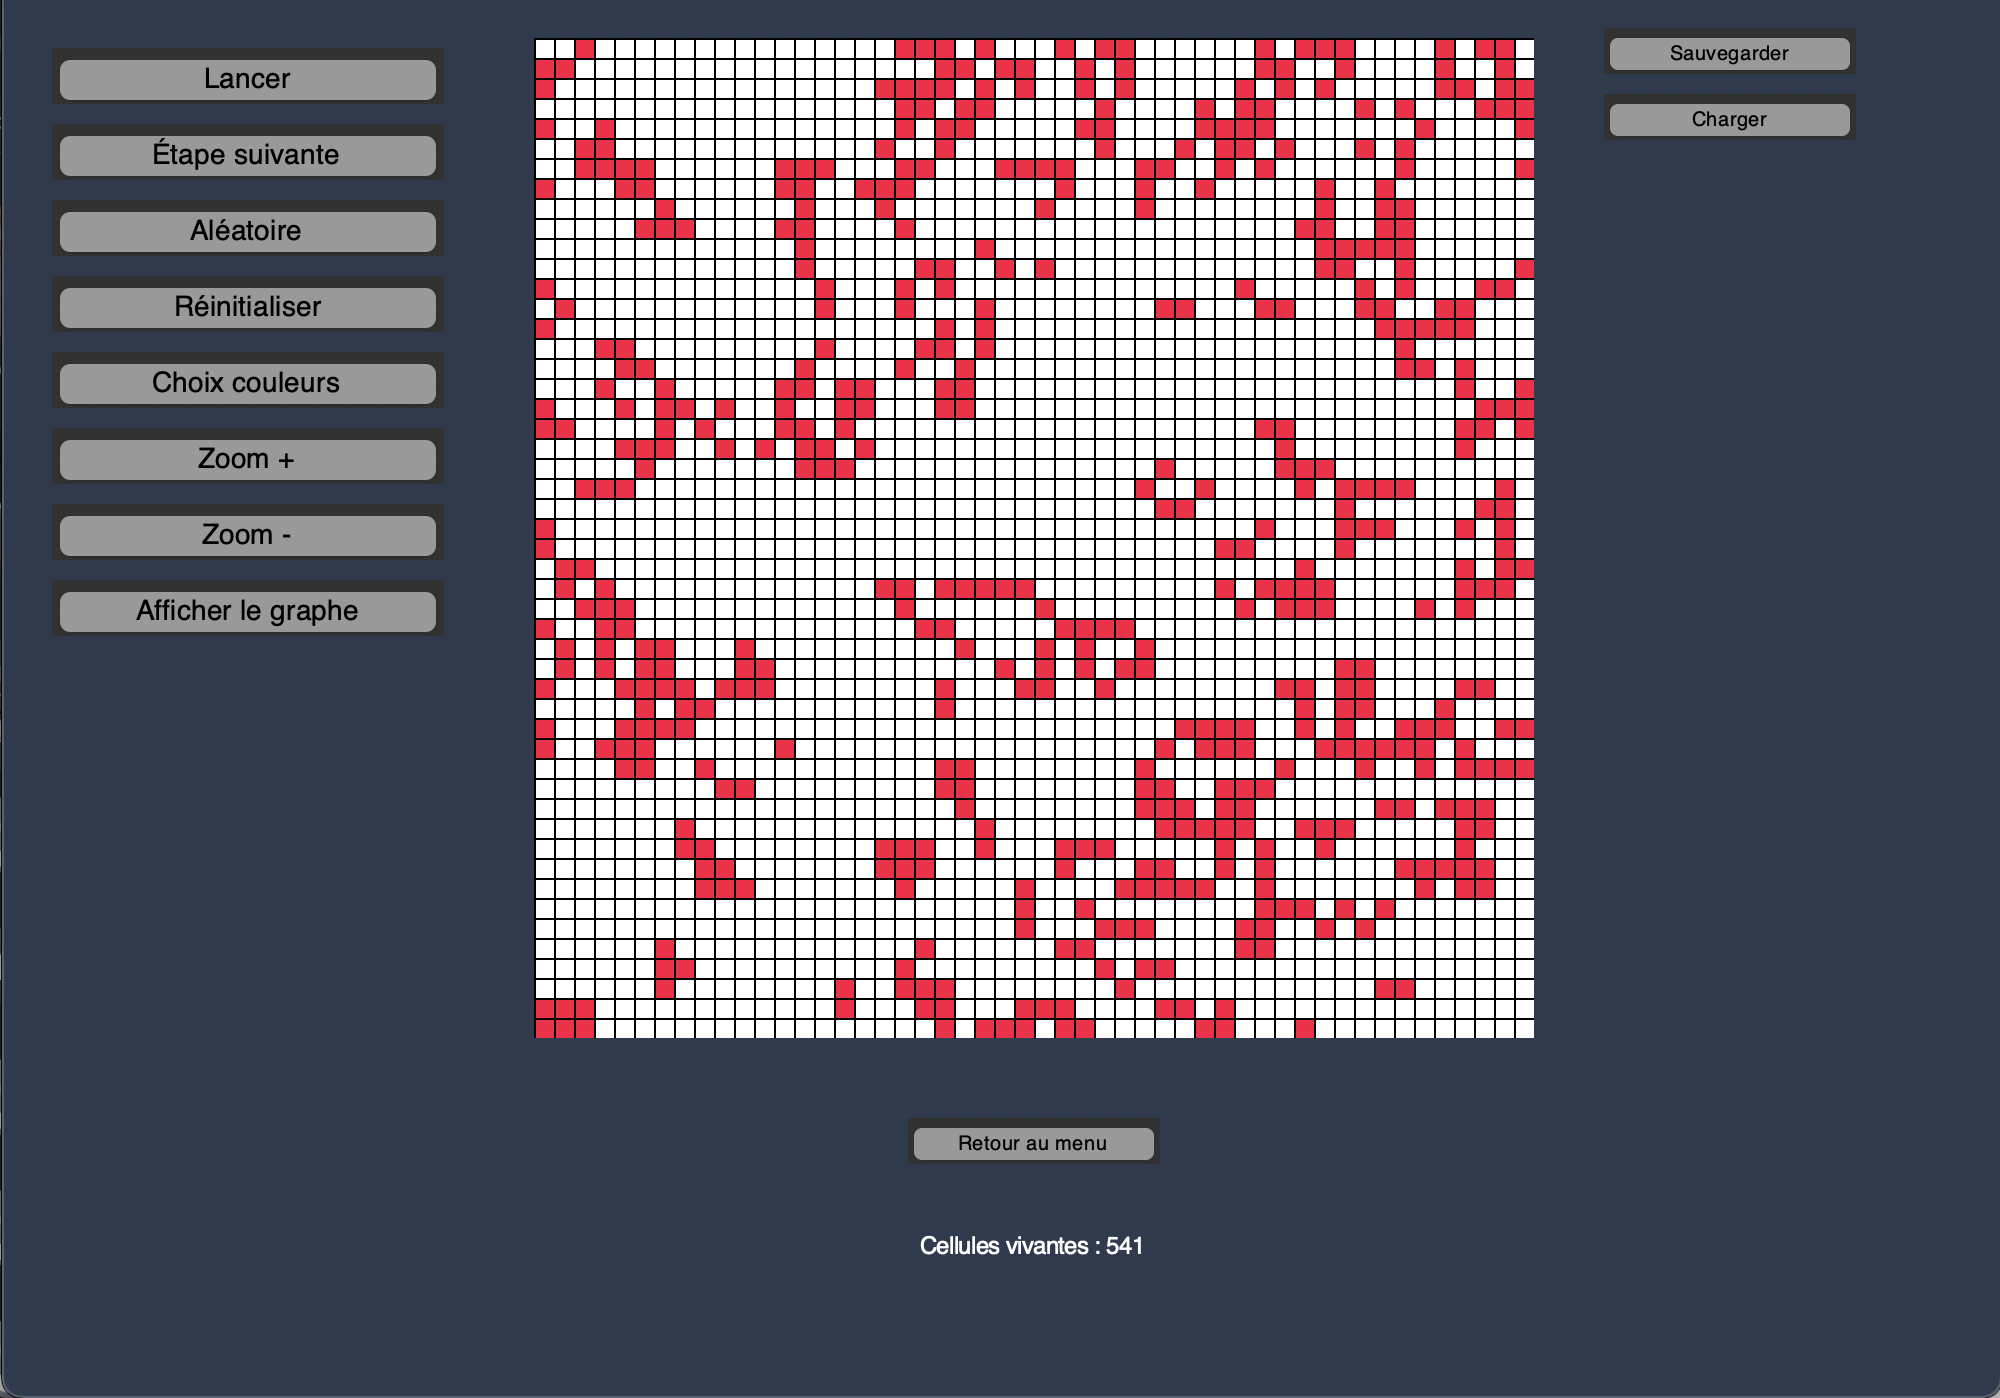 Lancer
Étape suivante
Aléatoire
Réinitialiser
Choix couleurs
Zoom +
Zoom -
Afficher le graphe
Sauvegarder
Charger
Retour au menu
Cellules vivantes : 541